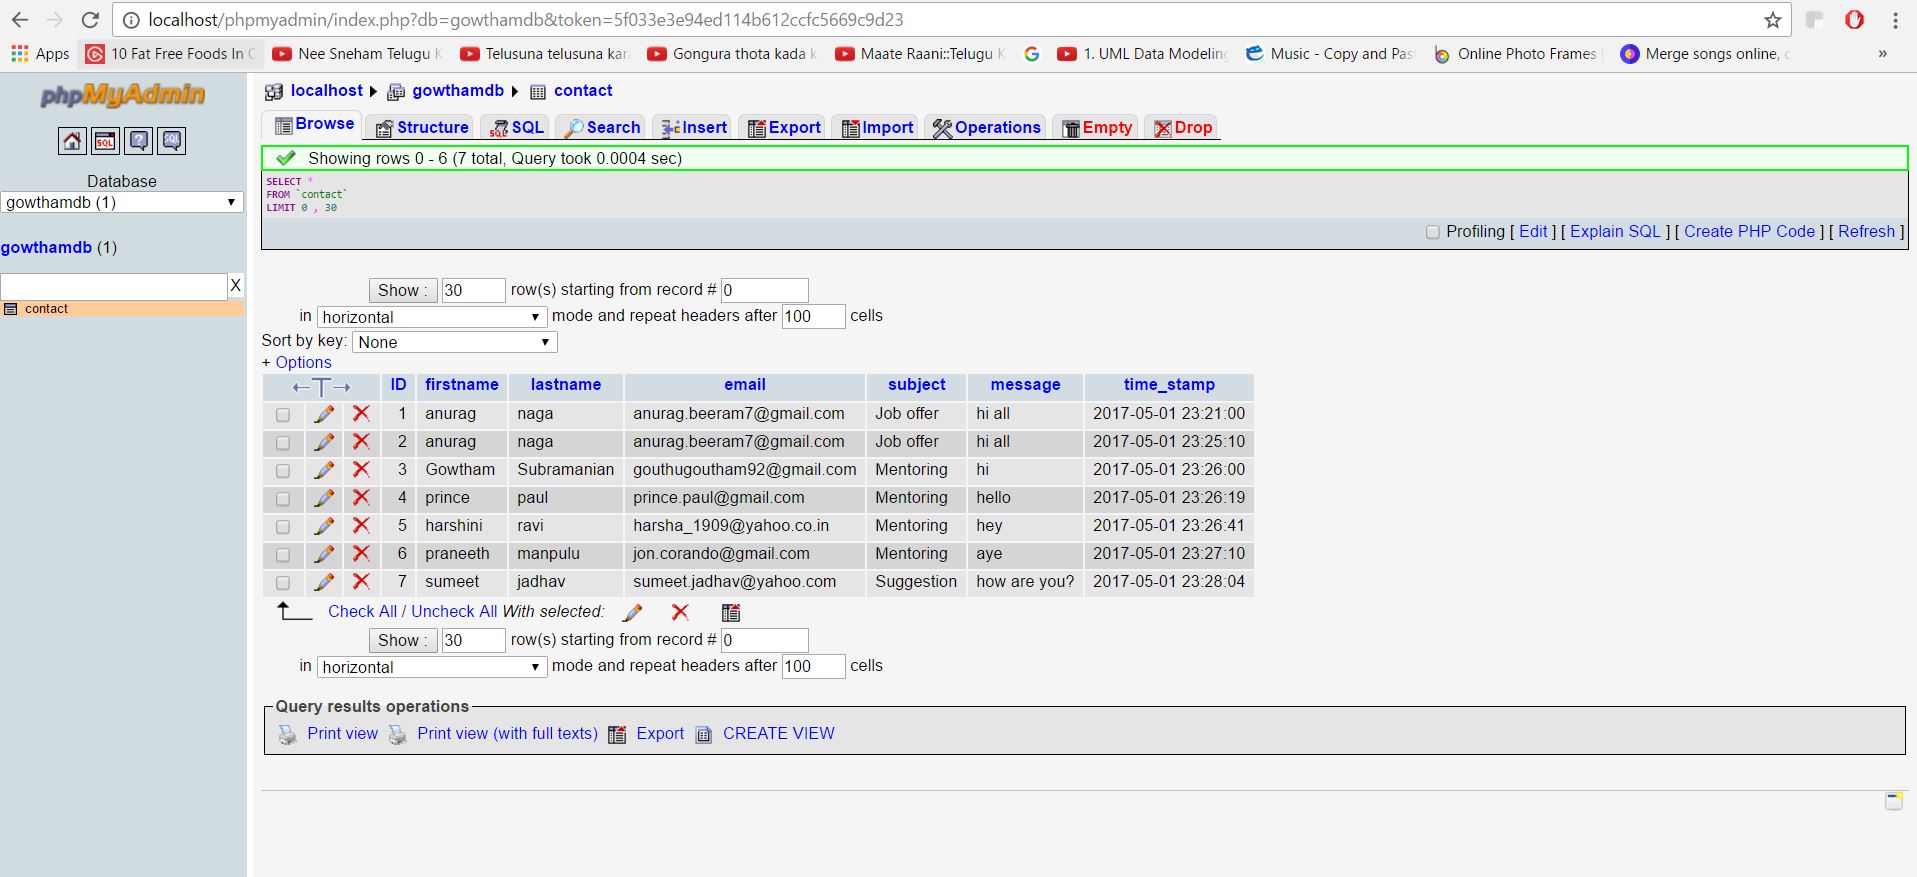 localhost/phpmyadmin/index.php?db=gowthamdb&token=5f033e3e94ed114b612ccfc5669c9d23
Apps 10 Fat Free Foods In Nee Sneham Telugu Telusuna telusuna Gongura thota kada Maate Raani::Telugu 1. UML Data Modeling Music - Copy and Online Photo Frames | Merge songs online, »
phpMyAdmin
Database
gowthamdb (1)
gowthamdb (1)
X
contact
localhost gowthamdb contact
Browse Structure SQL Search Insert Export Import Operations Empty Drop
Showing rows 0 - 6 (7 total, Query took 0.0004 sec)
SELECT *
FROM `contact`
LIMIT 0 , 30
Profiling [ Edit ] [ Explain SQL ] [ Create PHP Code ] [ Refresh ]
Show : 30 row(s) starting from record # 0
in horizontal mode and repeat headers after 100 cells
Sort by key: None
+ Options
←T→ ID firstname lastname email subject message time_stamp
1 anurag naga anurag.beeram7@gmail.com Job offer hi all 2017-05-01 23:21:00
2 anurag naga anurag.beeram7@gmail.com Job offer hi all 2017-05-01 23:25:10
3 Gowtham Subramanian gouthugoutham92@gmail.com Mentoring hi 2017-05-01 23:26:00
4 prince paul prince.paul@gmail.com Mentoring hello 2017-05-01 23:26:19
5 harshini ravi harsha_1909@yahoo.co.in Mentoring hey 2017-05-01 23:26:41
6 praneeth manpulu jon.corando@gmail.com Mentoring aye 2017-05-01 23:27:10
7 sumeet jadhav sumeet.jadhav@yahoo.com Suggestion how are you? 2017-05-01 23:28:04
Check All / Uncheck All With selected:
Show : 30 row(s) starting from record # 0
in horizontal mode and repeat headers after 100 cells
Query results operations
Print view Print view (with full texts) Export CREATE VIEW